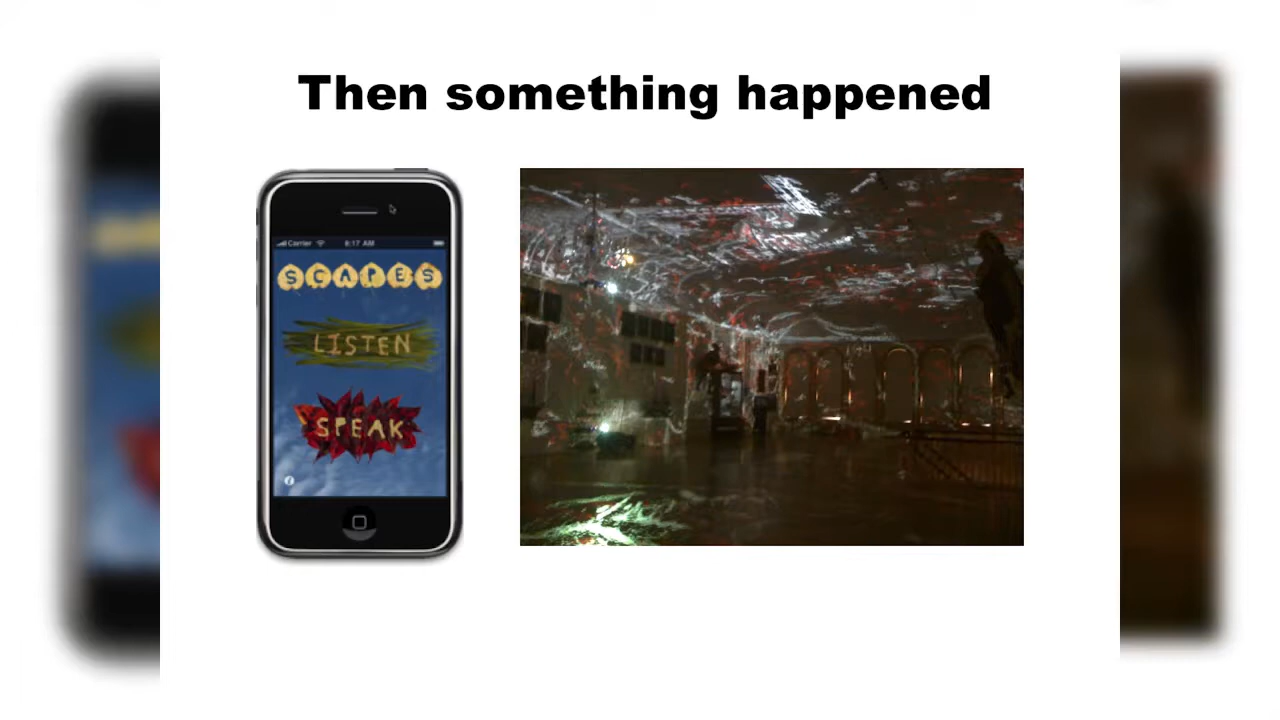 Then something happened
Carrier 8:17 AM
SCAPES
LISTEN
SPEAK
i